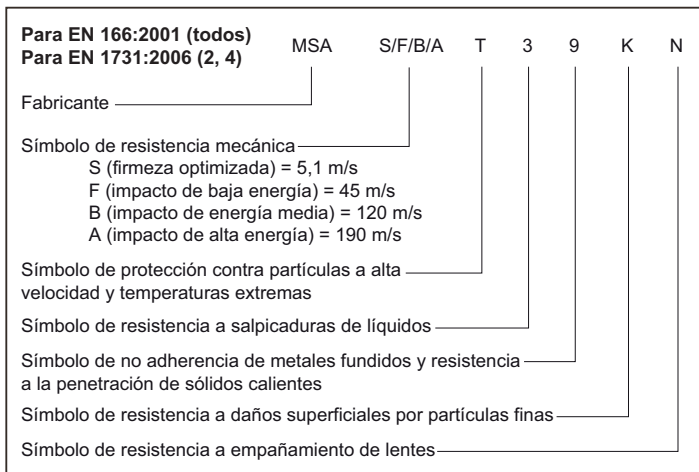 Para EN 166:2001 (todos)
Para EN 1731:2006 (2, 4)
MSA S/F/B/A T 3 9 K N
Fabricante
Símbolo de resistencia mecánica
S (firmeza optimizada) = 5,1 m/s
F (impacto de baja energía) = 45 m/s
B (impacto de energía media) = 120 m/s
A (impacto de alta energía) = 190 m/s
Símbolo de protección contra partículas a alta
velocidad y temperaturas extremas
Símbolo de resistencia a salpicaduras de líquidos
Símbolo de no adherencia de metales fundidos y resistencia
a la penetración de sólidos calientes
Símbolo de resistencia a daños superficiales por partículas finas
Símbolo de resistencia a empañamiento de lentes